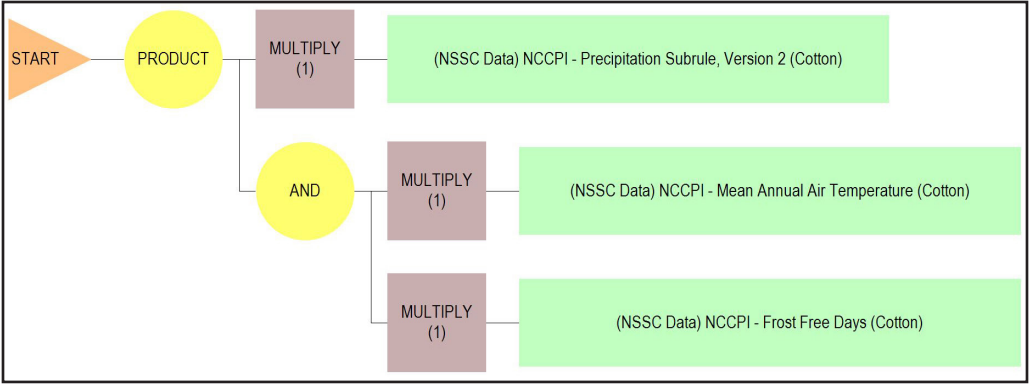 START
PRODUCT
MULTIPLY
(1)
(NSSC Data) NCCPI - Precipitation Subrule, Version 2 (Cotton)
AND
MULTIPLY
(1)
(NSSC Data) NCCPI - Mean Annual Air Temperature (Cotton)
MULTIPLY
(1)
(NSSC Data) NCCPI - Frost Free Days (Cotton)